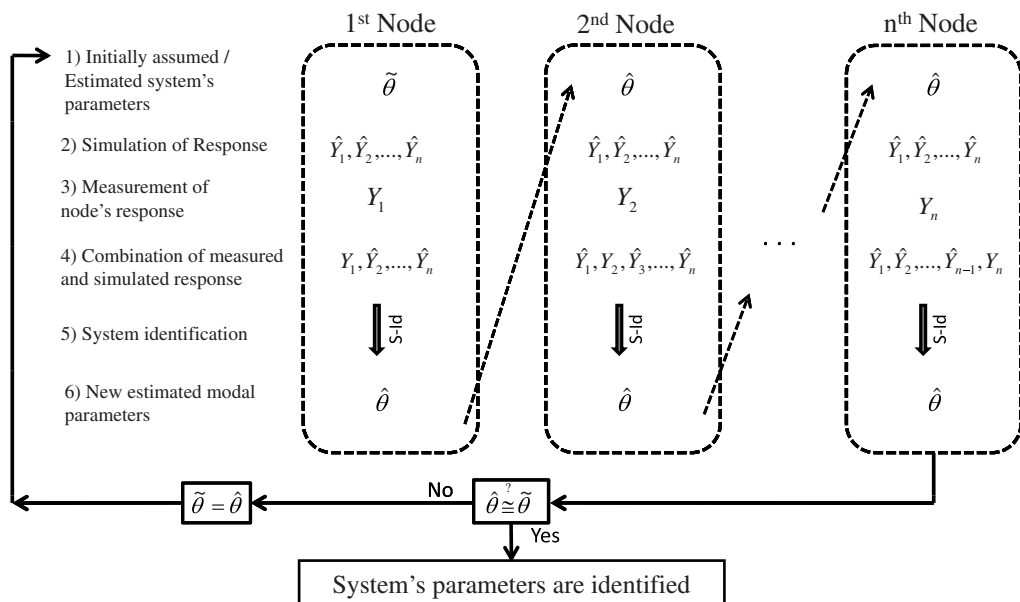 1st Node
2nd Node
nth Node
1) Initially assumed /
Estimated system's
parameters
θ̃
θ̂
θ̂
2) Simulation of Response
Ŷ1, Ŷ2,..., Ŷn
Ŷ1, Ŷ2,..., Ŷn
Ŷ1, Ŷ2,..., Ŷn
3) Measurement of
node's response
Y1
Y2
Yn
. . .
4) Combination of measured
and simulated response
Y1, Ŷ2,..., Ŷn
Ŷ1, Y2, Ŷ3,..., Ŷn
Ŷ1, Ŷ2,..., Ŷn−1, Yn
5) System identification
S-Id
S-Id
S-Id
6) New estimated modal
parameters
θ̂
θ̂
θ̂
θ̃ = θ̂
No
θ̂ ≅? θ̃
Yes
System's parameters are identified